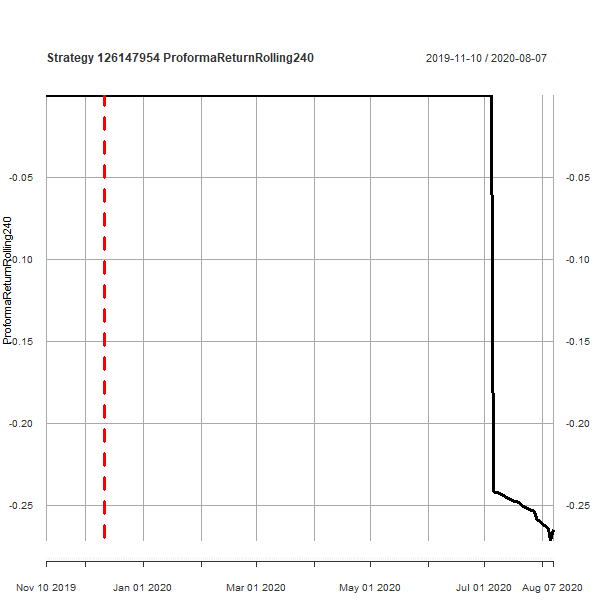 Strategy 126147954 ProformaReturnRolling240
2019-11-10 / 2020-08-07
ProformaReturnRolling240
-0.05
-0.10
-0.15
-0.20
-0.25
-0.05
-0.10
-0.15
-0.20
-0.25
Nov 10 2019
Jan 01 2020
Mar 01 2020
May 01 2020
Jul 01 2020
Aug 07 2020